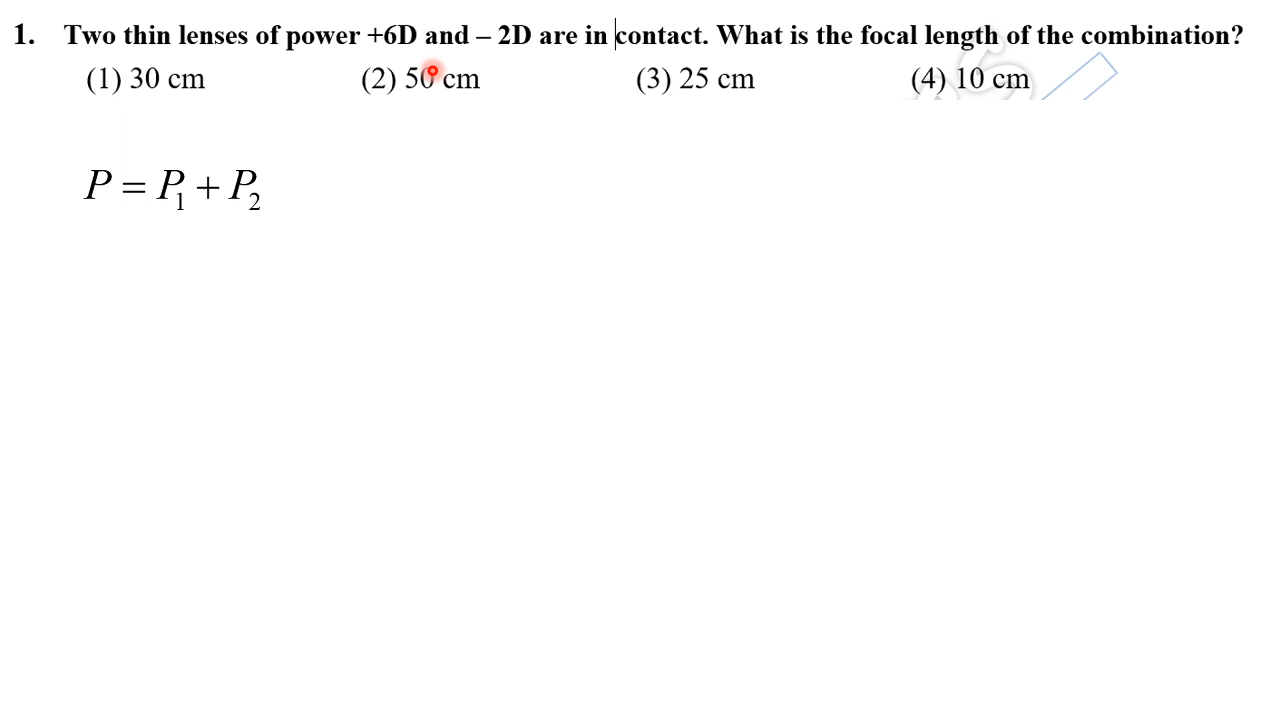 1. Two thin lenses of power +6D and – 2D are in contact. What is the focal length of the combination?
(1) 30 cm (2) 50 cm (3) 25 cm (4) 10 cm
P = P₁ + P₂